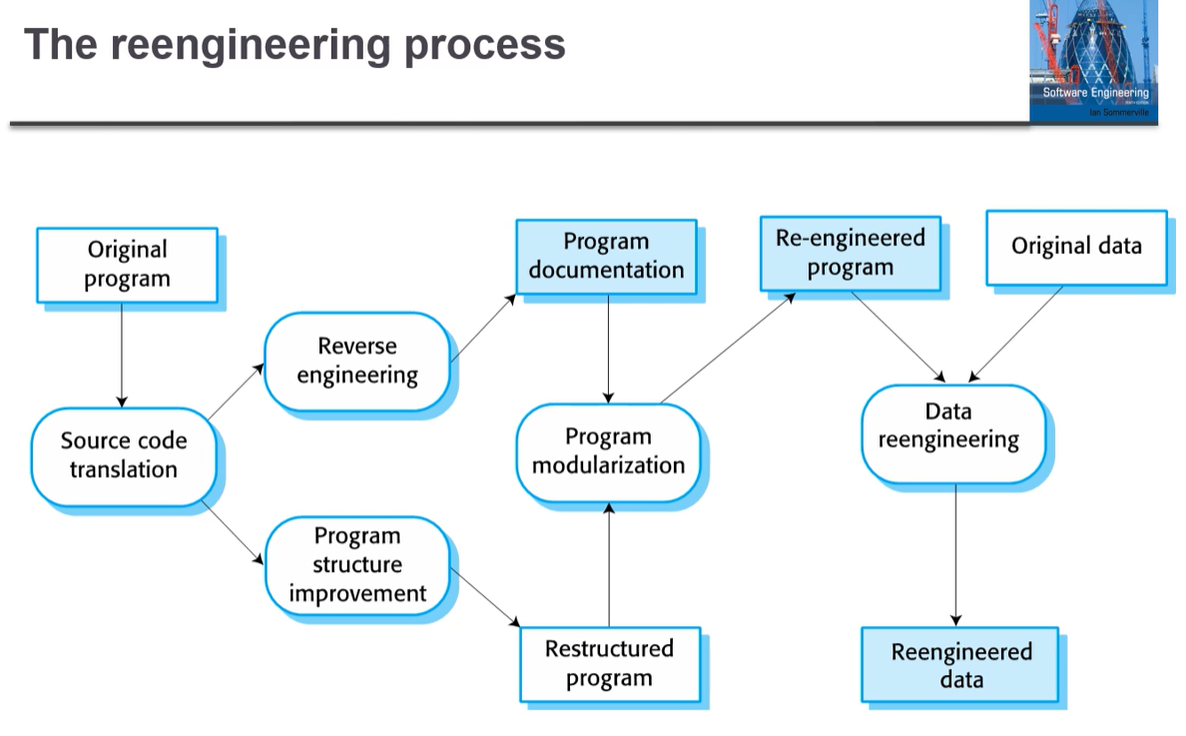 The reengineering process
Software Engineering
Ian Sommerville
Original
program
Program
documentation
Re-engineered
program
Original data
Reverse
engineering
Source code
translation
Program
modularization
Data
reengineering
Program
structure
improvement
Restructured
program
Reengineered
data